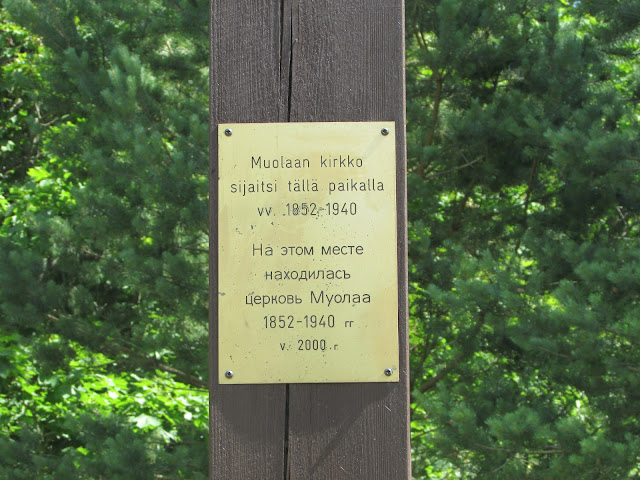 Muolaan kirkko
sijaitsi tällä paikalla
vv. 1852-1940
На этом месте
находилась
церковь Муолаа
1852-1940 гг
v. 2000 г